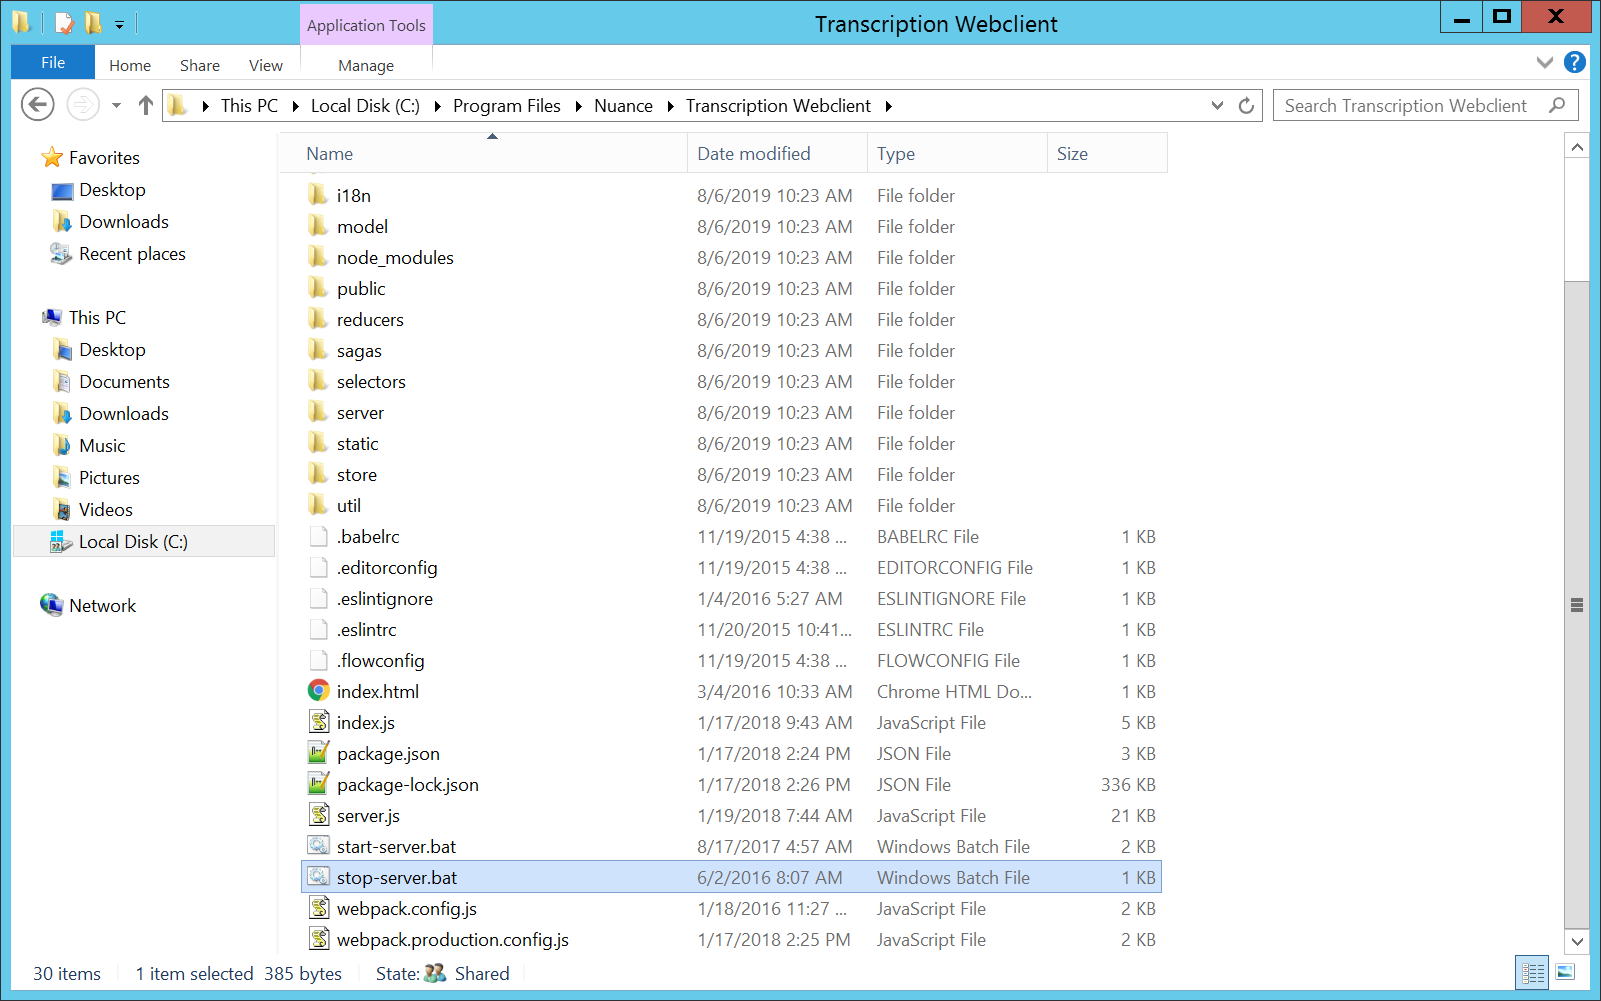 Application Tools
Transcription Webclient
File
Home
Share
View
Manage
This PC
Local Disk (C:)
Program Files
Nuance
Transcription Webclient
Search Transcription Webclient
Favorites
Desktop
Downloads
Recent places
This PC
Desktop
Documents
Downloads
Music
Pictures
Videos
Local Disk (C:)
Network
Name Date modified Type Size
i18n 8/6/2019 10:23 AM File folder
model 8/6/2019 10:23 AM File folder
node_modules 8/6/2019 10:23 AM File folder
public 8/6/2019 10:23 AM File folder
reducers 8/6/2019 10:23 AM File folder
sagas 8/6/2019 10:23 AM File folder
selectors 8/6/2019 10:23 AM File folder
server 8/6/2019 10:23 AM File folder
static 8/6/2019 10:23 AM File folder
store 8/6/2019 10:23 AM File folder
util 8/6/2019 10:23 AM File folder
.babelrc 11/19/2015 4:38 ... BABELRC File 1 KB
.editorconfig 11/19/2015 4:38 ... EDITORCONFIG File 1 KB
.eslintignore 1/4/2016 5:27 AM ESLINTIGNORE File 1 KB
.eslintrc 11/20/2015 10:41... ESLINTRC File 1 KB
.flowconfig 11/19/2015 4:38 ... FLOWCONFIG File 1 KB
index.html 3/4/2016 10:33 AM Chrome HTML Do... 1 KB
index.js 1/17/2018 9:43 AM JavaScript File 5 KB
package.json 1/17/2018 2:24 PM JSON File 3 KB
package-lock.json 1/17/2018 2:26 PM JSON File 336 KB
server.js 1/19/2018 7:44 AM JavaScript File 21 KB
start-server.bat 8/17/2017 4:57 AM Windows Batch File 2 KB
stop-server.bat 6/2/2016 8:07 AM Windows Batch File 1 KB
webpack.config.js 1/18/2016 11:27 ... JavaScript File 2 KB
webpack.production.config.js 1/17/2018 2:25 PM JavaScript File 2 KB
30 items 1 item selected 385 bytes State: Shared